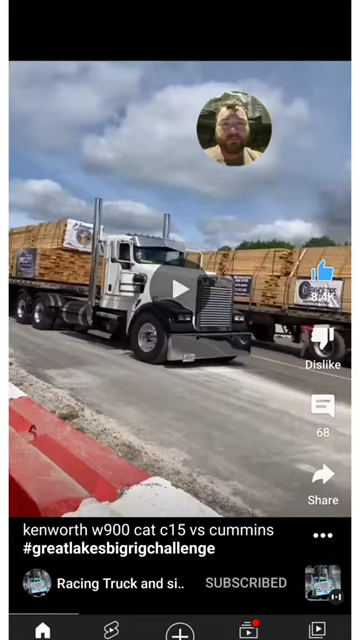 8.4K
Dislike
68
Share
kenworth w900 cat c15 vs cummins
#greatlakesbigrigchallenge
Racing Truck and si..
SUBSCRIBED